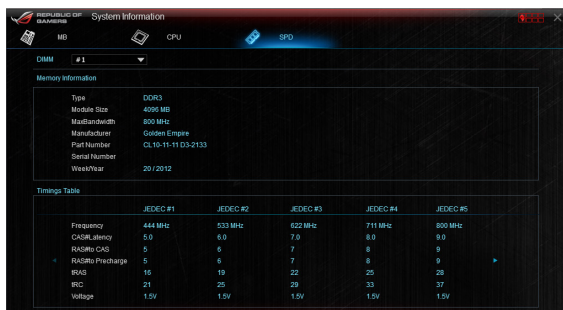 REPUBLIC OF GAMERS System Information
MB CPU SPD
DIMM #1
Memory Information
Type DDR3
Module Size 4096 MB
MaxBandwidth 800 MHz
Manufacturer Golden Empire
Part Number CL10-11-11 D3-2133
Serial Number
Week/Year 20 / 2012
Timings Table
JEDEC #1 JEDEC #2 JEDEC #3 JEDEC #4 JEDEC #5
Frequency 444 MHz 533 MHz 622 MHz 711 MHz 800 MHz
CAS#Latency 5.0 6.0 7.0 8.0 9.0
RAS#to CAS 5 6 7 8 9
RAS#to Precharge 5 6 7 8 9
tRAS 16 19 22 25 28
tRC 21 25 29 33 37
Voltage 1.5V 1.5V 1.5V 1.5V 1.5V